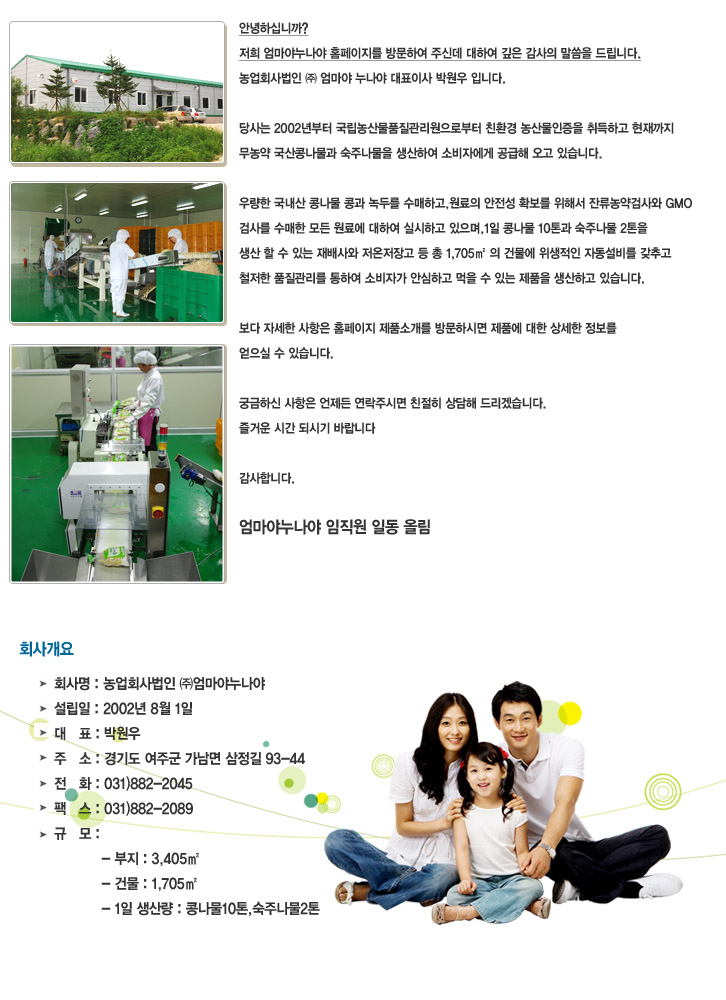 안녕하십니까?
저희 엄마야누나야 홈페이지를 방문하여 주신데 대하여 깊은 감사의 말씀을 드립니다.
농업회사법인 ㈜ 엄마야 누나야 대표이사 박원우 입니다.
당사는 2002년부터 국립농산물품질관리원으로부터 친환경 농산물인증을 취득하고 현재까지
무농약 국산콩나물과 숙주나물을 생산하여 소비자에게 공급해 오고 있습니다.
우량한 국내산 콩나물 콩과 녹두를 수매하고,원료의 안전성 확보를 위해서 잔류농약검사와 GMO
검사를 수매한 모든 원료에 대하여 실시하고 있으며,1일 콩나물 10톤과 숙주나물 2톤을
생산 할 수 있는 재배사와 저온저장고 등 총 1,705㎡ 의 건물에 위생적인 자동설비를 갖추고
철저한 품질관리를 통하여 소비자가 안심하고 먹을 수 있는 제품을 생산하고 있습니다.
보다 자세한 사항은 홈페이지 제품소개를 방문하시면 제품에 대한 상세한 정보를
얻으실 수 있습니다.
궁금하신 사항은 언제든 연락주시면 친절히 상담해 드리겠습니다.
즐거운 시간 되시기 바랍니다
감사합니다.
엄마야누나야 임직원 일동 올림
회사개요
➤ 회사명 : 농업회사법인 ㈜엄마야누나야
➤ 설립일 : 2002년 8월 1일
➤ 대 표 : 박원우
➤ 주 소 : 경기도 여주군 가남면 삼정길 93-44
➤ 전 화 : 031)882-2045
➤ 팩 스 : 031)882-2089
➤ 규 모 :
- 부지 : 3,405㎡
- 건물 : 1,705㎡
- 1일 생산량 : 콩나물10톤,숙주나물2톤